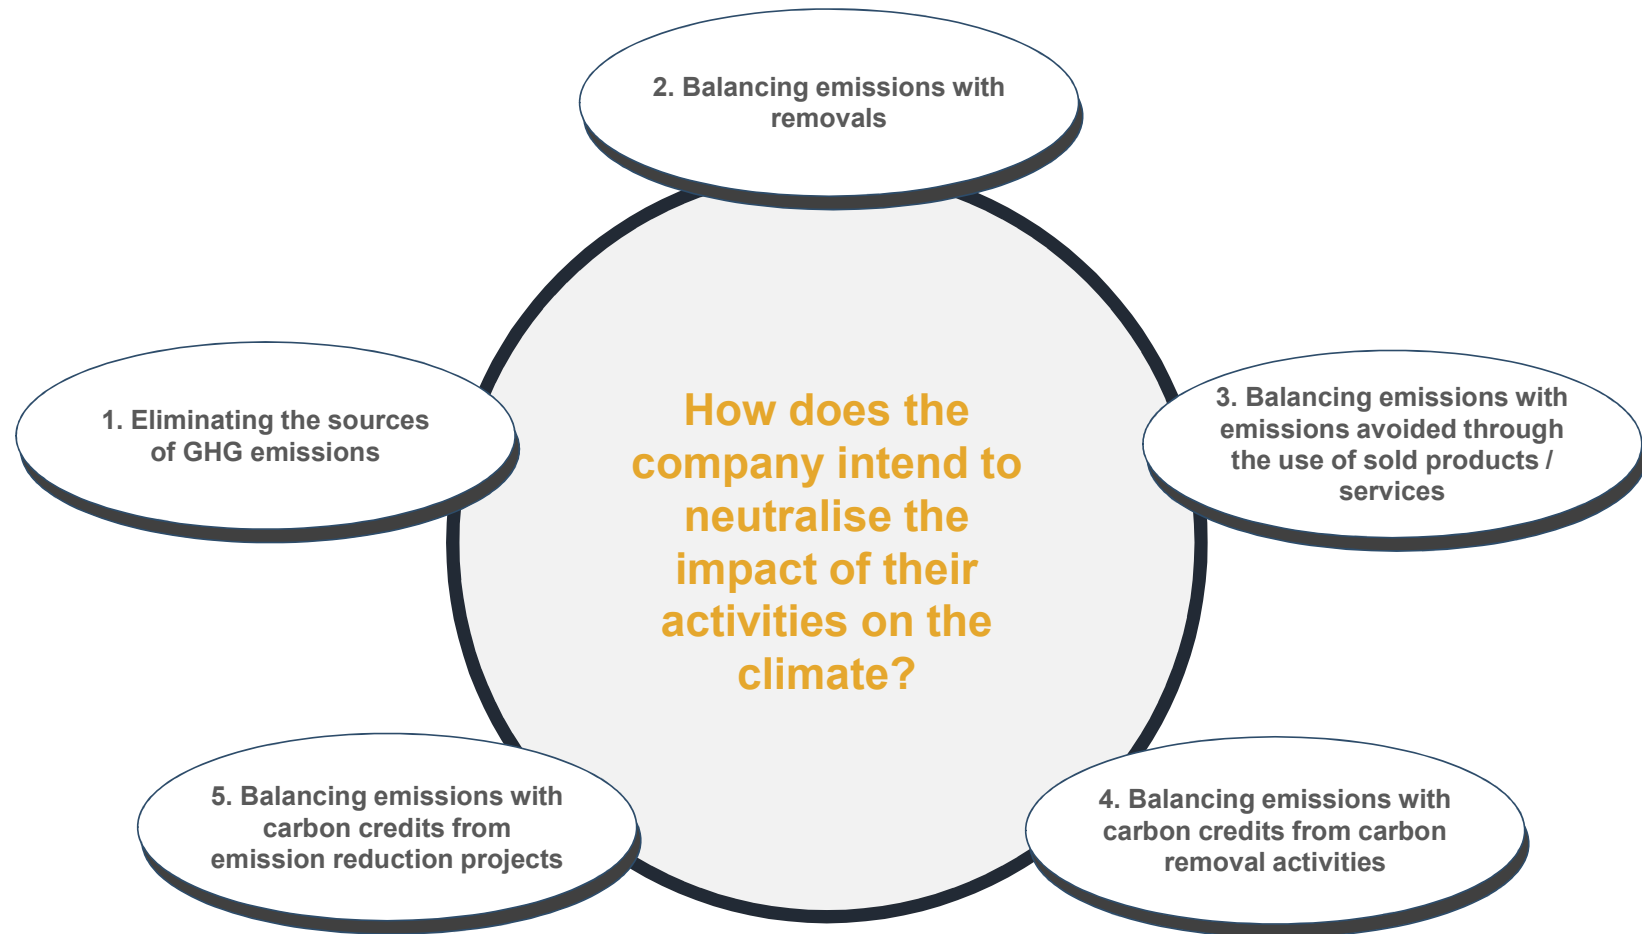 2. Balancing emissions with
removals
1. Eliminating the sources
of GHG emissions
3. Balancing emissions with
emissions avoided through
the use of sold products /
services
How does the
company intend to
neutralise the
impact of their
activities on the
climate?
5. Balancing emissions with
carbon credits from
emission reduction projects
4. Balancing emissions with
carbon credits from carbon
removal activities